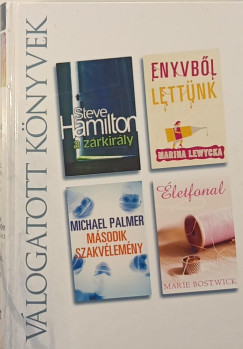 VÁLOGATOTT KÖNYVEK
Steve
Hamilton
a zárkirály
ENYVBŐL
LETTÜNK
MARINA LEWYCKA
MICHAEL PALMER
MÁSODIK
SZAKVÉLEMÉNY
Életfonal
MARIE BOSTWICK